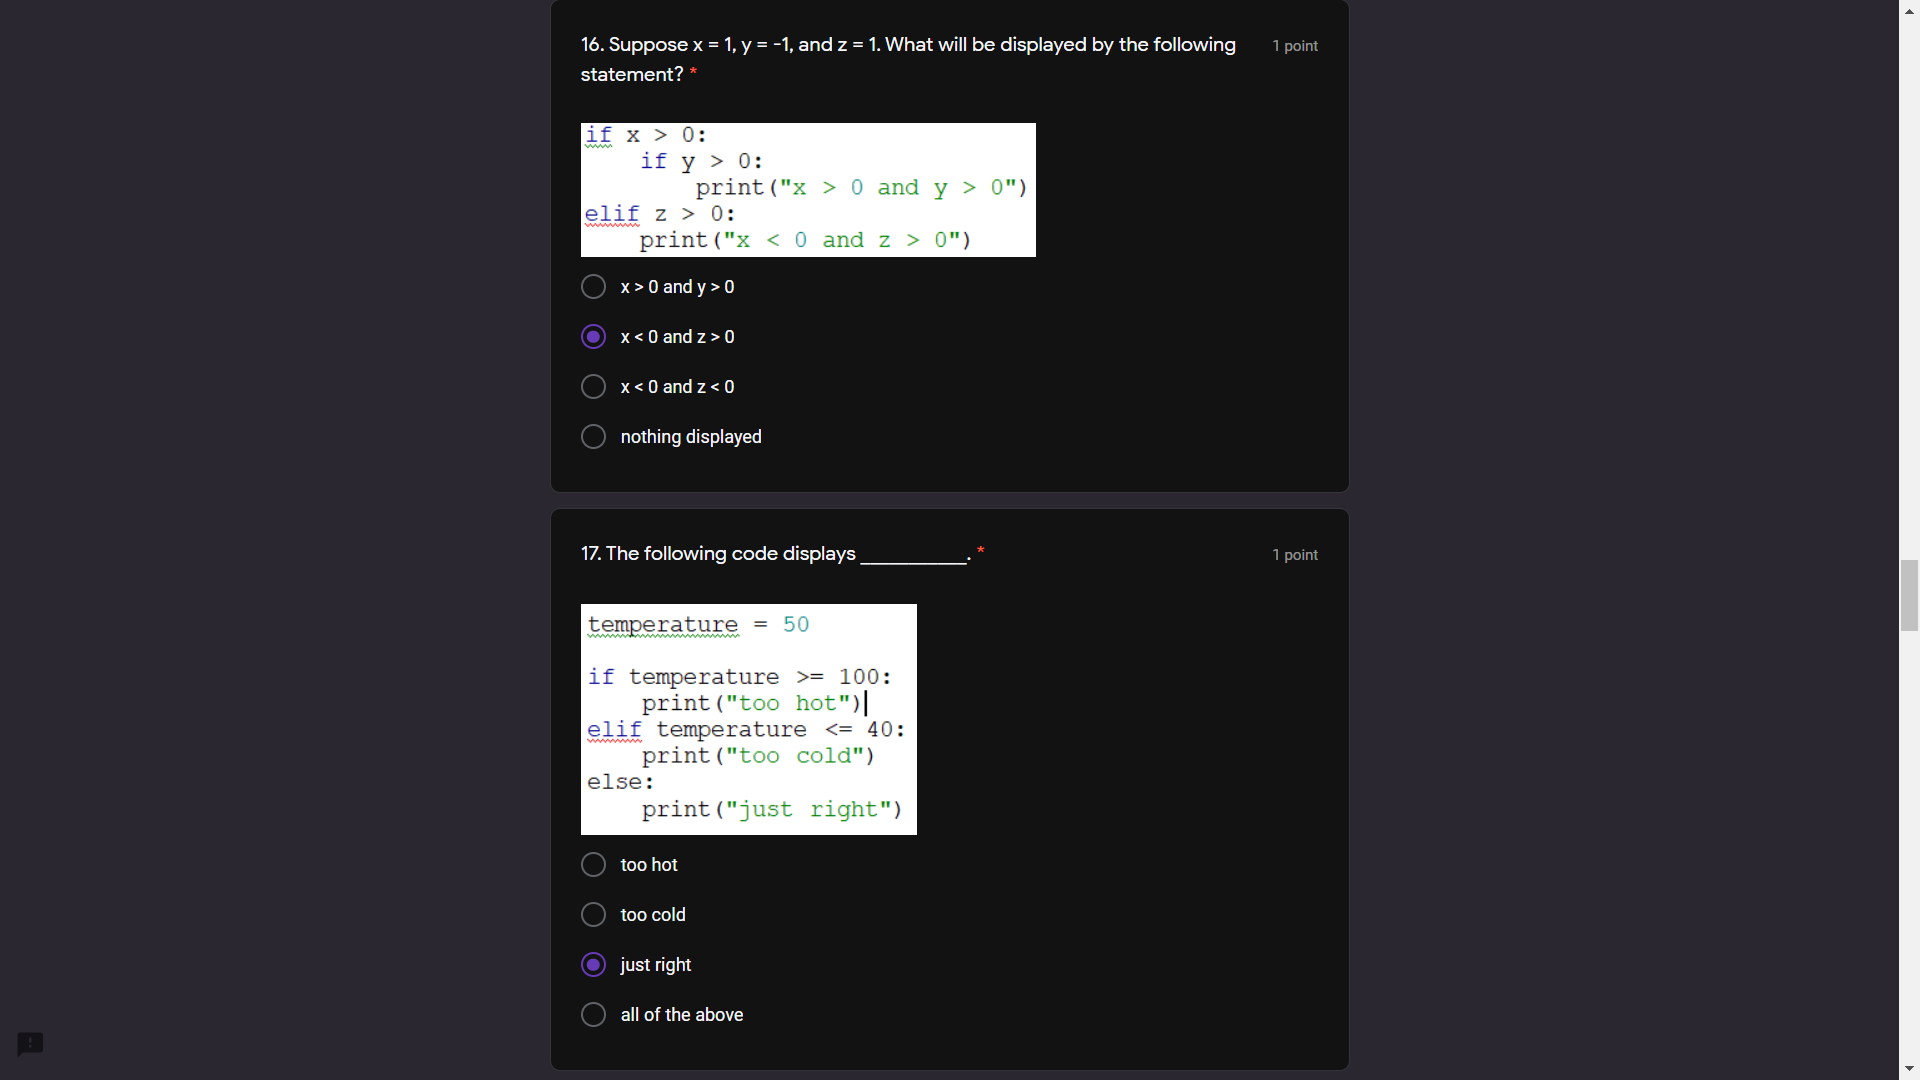 16. Suppose x = 1, y = -1, and z = 1. What will be displayed by the following
statement? *
1 point
if x > 0:
if y > 0:
print("x > 0 and y > 0")
elif z > 0:
print("x < 0 and z > 0")
x > 0 and y > 0
x < 0 and z > 0
x < 0 and z < 0
nothing displayed
17. The following code displays ___________. *
1 point
temperature = 50
if temperature >= 100:
print("too hot")
elif temperature <= 40:
print("too cold")
else:
print("just right")
too hot
too cold
just right
all of the above